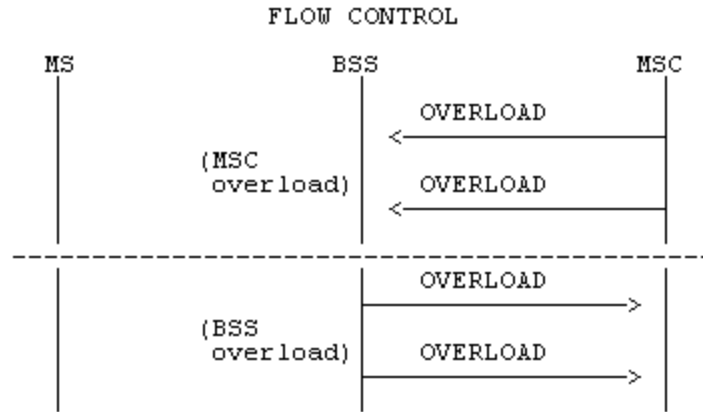 FLOW CONTROL
MS BSS MSC
OVERLOAD
(MSC
overload)
OVERLOAD
OVERLOAD
(BSS
overload)
OVERLOAD